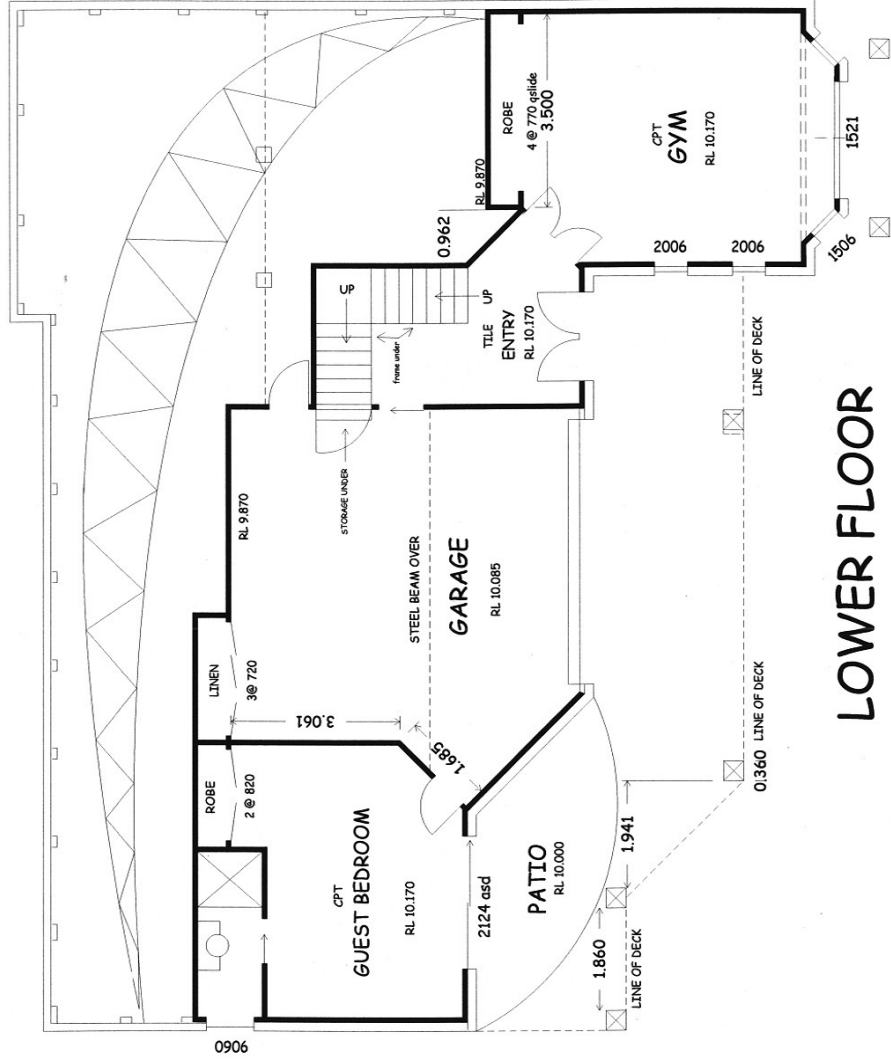 ROBE
4 @ 770 qslide
3.500
CPT
GYM
RL 10.170
1521
1506
2006
2006
RL 9.870
0.962
UP
UP
frame under
TILE
ENTRY
RL 10.170
LINE OF DECK
STORAGE UNDER
RL 9.870
STEEL BEAM OVER
GARAGE
RL 10.085
LINEN
3@ 720
3.061
1.685
LINE OF DECK
0.360
ROBE
2 @ 820
CPT
GUEST BEDROOM
RL 10.170
2124 asd
PATIO
RL 10.000
1.941
1.860
LINE OF DECK
0906
LOWER FLOOR